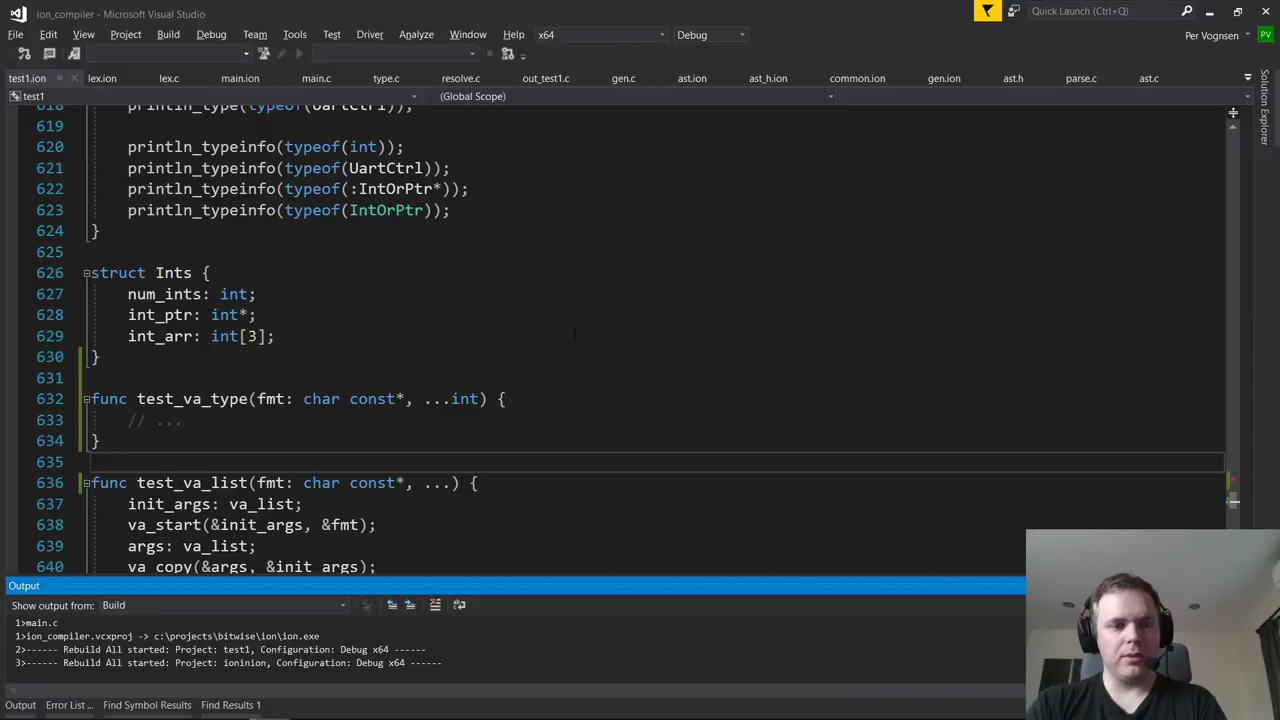 ion_compiler - Microsoft Visual Studio
Quick Launch (Ctrl+Q)
File Edit View Project Build Debug Team Tools Test Driver Analyze Window Help x64 Debug
Per Vognsen PV
test1.ion lex.ion lex.c main.ion main.c type.c resolve.c out_test1.c gen.c ast.ion ast_h.ion common.ion gen.ion ast.h parse.c ast.c
test1 (Global Scope)
Solution Explorer
618 println_type(typeof(UartCtrl));
619
620 println_typeinfo(typeof(int));
621 println_typeinfo(typeof(UartCtrl));
622 println_typeinfo(typeof(:IntOrPtr*));
623 println_typeinfo(typeof(IntOrPtr));
624 }
625
626 struct Ints {
627 num_ints: int;
628 int_ptr: int*;
629 int_arr: int[3];
630 }
631
632 func test_va_type(fmt: char const*, ...int) {
633 // ...
634 }
635
636 func test_va_list(fmt: char const*, ...) {
637 init_args: va_list;
638 va_start(&init_args, &fmt);
639 args: va_list;
640 va_copy(&args, &init_args);
Output
Show output from: Build
1>main.c
1>ion_compiler.vcxproj -> c:\projects\bitwise\ion\ion.exe
2>------ Rebuild All started: Project: test1, Configuration: Debug x64 ------
3>------ Rebuild All started: Project: ioninion, Configuration: Debug x64 ------
Output Error List ... Find Symbol Results Find Results 1